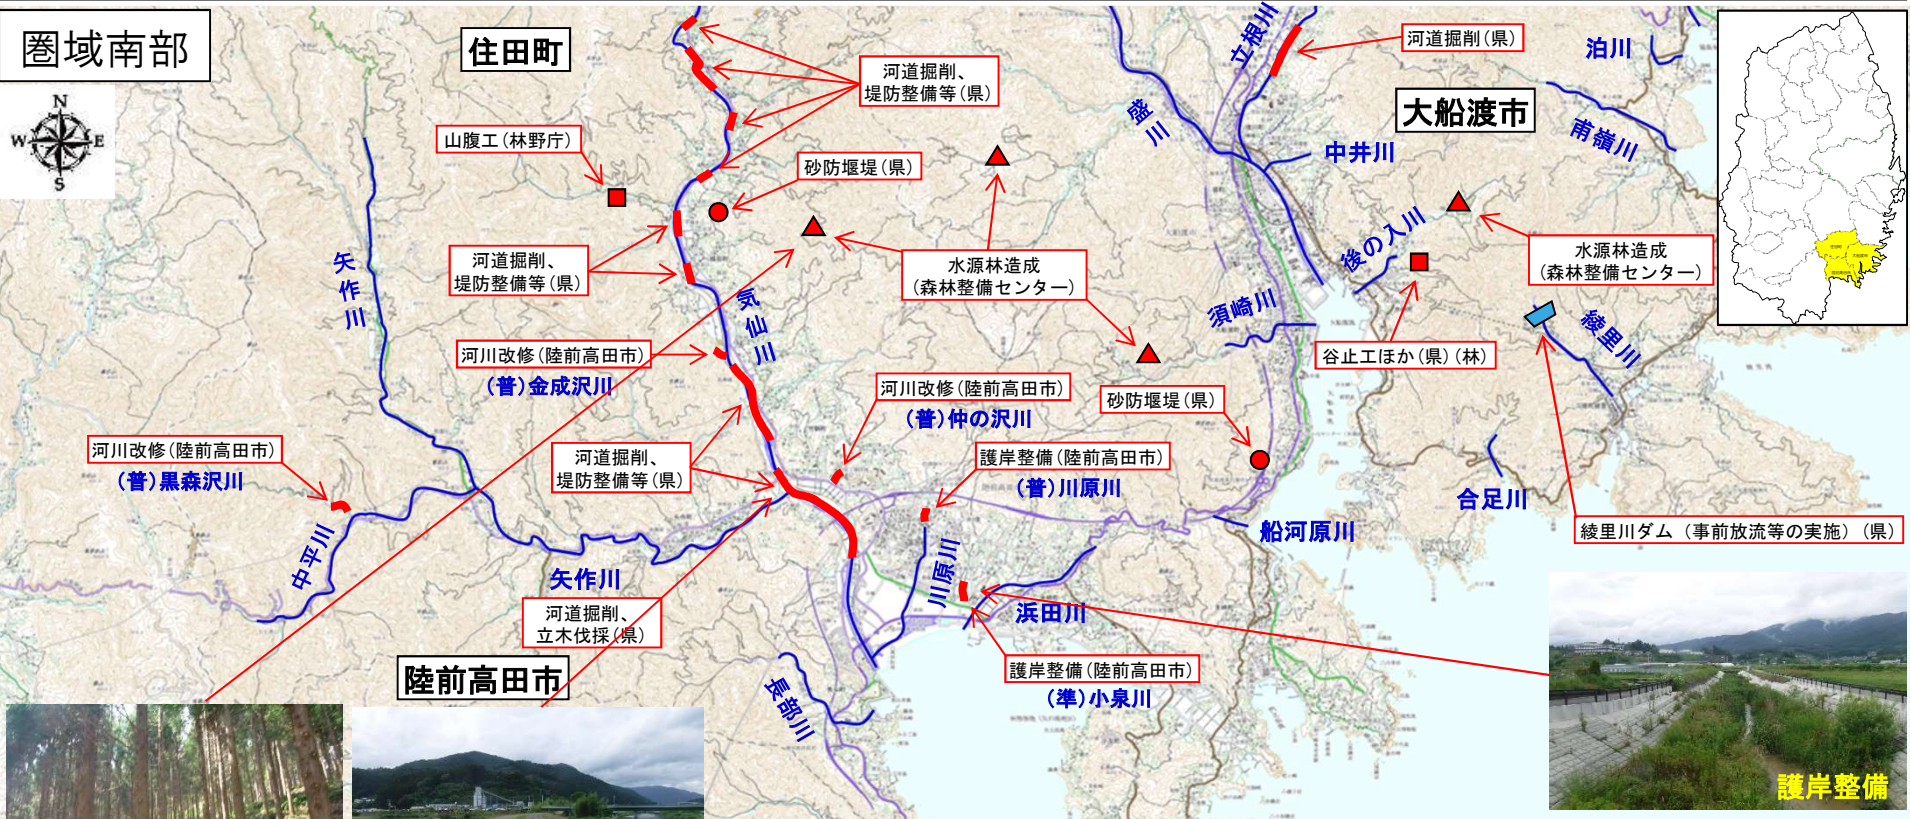 圏域南部
N
W
E
S
住田町
河道掘削、
堤防整備等(県)
立根川
河道掘削(県)
泊川
大船渡市
甫嶺川
盛川
中井川
山腹工(林野庁)
砂防堰堤(県)
矢作川
河道掘削、
堤防整備等(県)
気仙川
水源林造成
(森林整備センター)
後の入川
水源林造成
(森林整備センター)
須崎川
谷止工ほか(県)(林)
綾里川
河川改修(陸前高田市)
(普)金成沢川
河川改修(陸前高田市)
(普)仲の沢川
砂防堰堤(県)
河川改修(陸前高田市)
(普)黒森沢川
河道掘削、
堤防整備等(県)
護岸整備(陸前高田市)
(普)川原川
合足川
綾里川ダム(事前放流等の実施)(県)
船河原川
中平川
矢作川
川原川
浜田川
河道掘削、
立木伐採(県)
陸前高田市
護岸整備(陸前高田市)
(準)小泉川
長部川
護岸整備